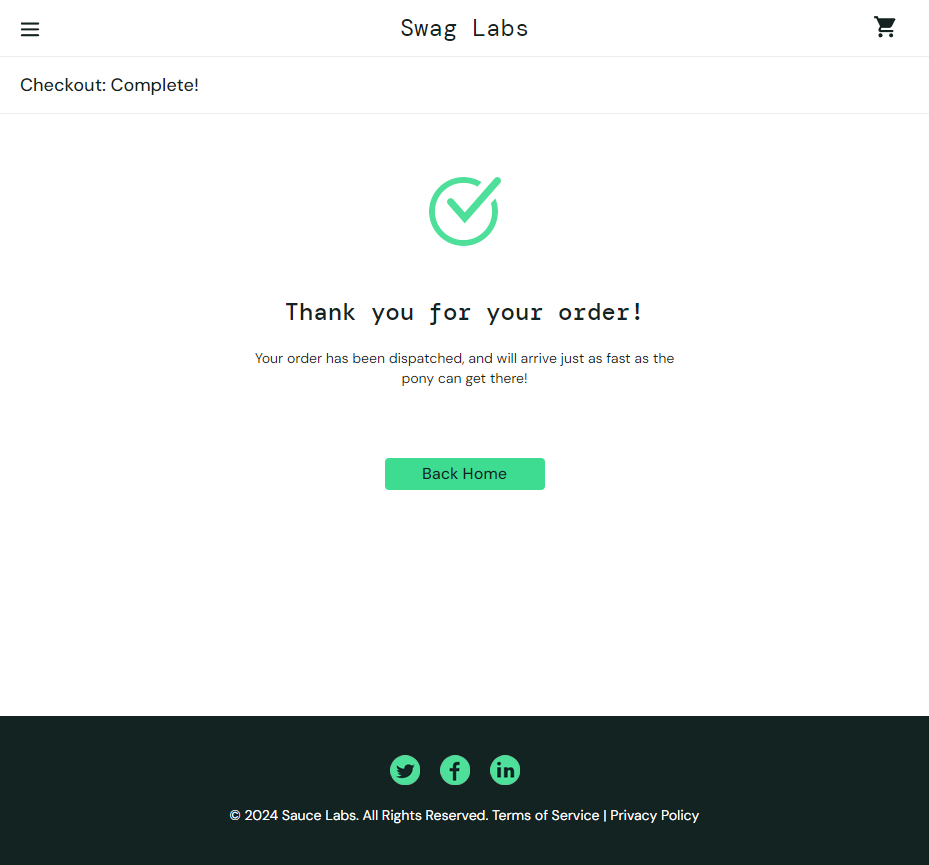 Swag Labs
Checkout: Complete!
Thank you for your order!
Your order has been dispatched, and will arrive just as fast as the
pony can get there!
Back Home
© 2024 Sauce Labs. All Rights Reserved. Terms of Service | Privacy Policy